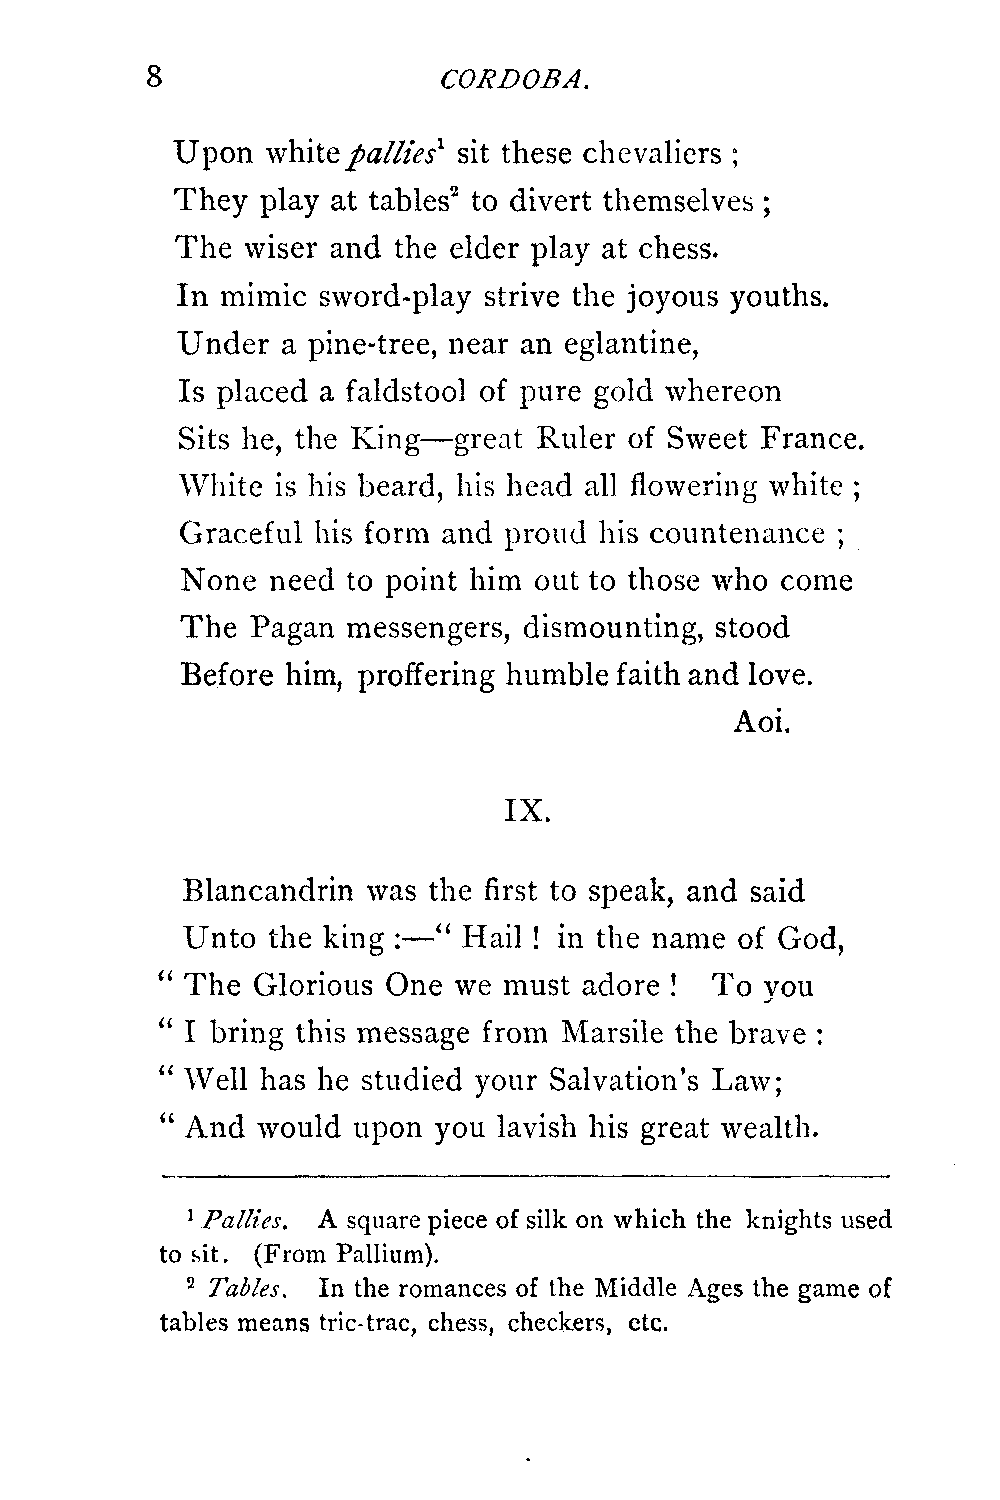 8 CORDOBA.
Upon white pallies¹ sit these chevaliers ;
They play at tables² to divert themselves ;
The wiser and the elder play at chess.
In mimic sword-play strive the joyous youths.
Under a pine-tree, near an eglantine,
Is placed a faldstool of pure gold whereon
Sits he, the King—great Ruler of Sweet France.
White is his beard, his head all flowering white ;
Graceful his form and proud his countenance ;
None need to point him out to those who come
The Pagan messengers, dismounting, stood
Before him, proffering humble faith and love.
Aoi.
IX.
Blancandrin was the first to speak, and said
Unto the king :—“ Hail ! in the name of God,
“ The Glorious One we must adore ! To you
“ I bring this message from Marsile the brave :
“ Well has he studied your Salvation's Law;
“ And would upon you lavish his great wealth.
¹ Pallies. A square piece of silk on which the knights used
to sit. (From Pallium).
² Tables. In the romances of the Middle Ages the game of
tables means tric-trac, chess, checkers, etc.